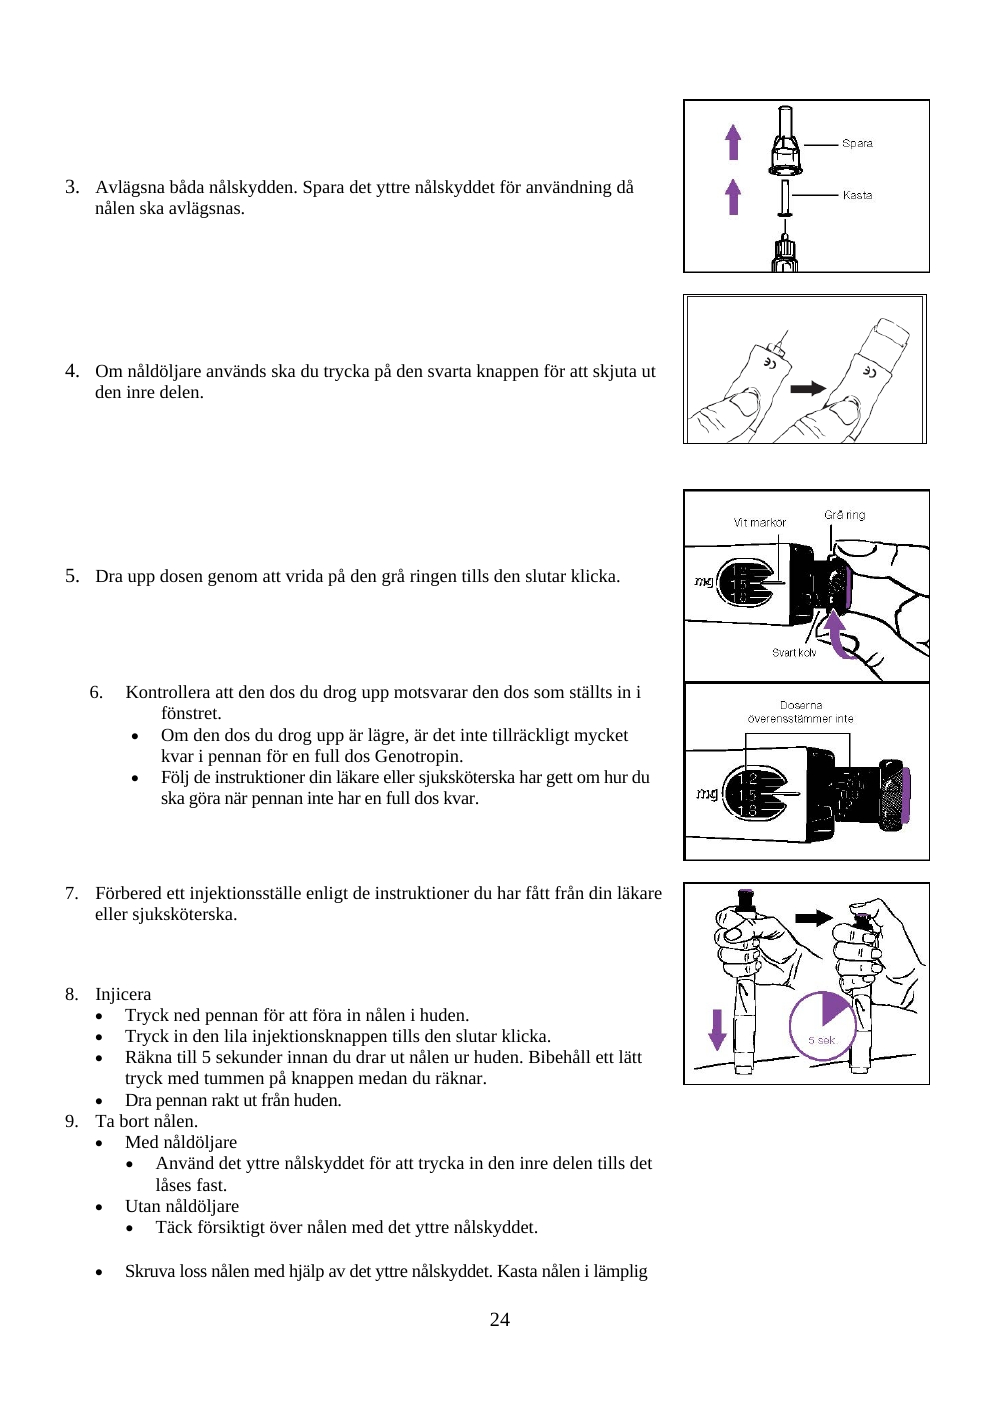 Spara
Kasta
3. Avlägsna båda nålskydden. Spara det yttre nålskyddet för användning då
nålen ska avlägsnas.
4. Om nåldöljare används ska du trycka på den svarta knappen för att skjuta ut
den inre delen.
Vit markör
Grå ring
mg
Svart kolv
5. Dra upp dosen genom att vrida på den grå ringen tills den slutar klicka.
6. Kontrollera att den dos du drog upp motsvarar den dos som ställts in i
fönstret.
• Om den dos du drog upp är lägre, är det inte tillräckligt mycket
kvar i pennan för en full dos Genotropin.
• Följ de instruktioner din läkare eller sjuksköterska har gett om hur du
ska göra när pennan inte har en full dos kvar.
Doserna
överensstämmer inte
mg
1.2
1.5
1.8
7. Förbered ett injektionsställe enligt de instruktioner du har fått från din läkare
eller sjuksköterska.
5 sek.
8. Injicera
• Tryck ned pennan för att föra in nålen i huden.
• Tryck in den lila injektionsknappen tills den slutar klicka.
• Räkna till 5 sekunder innan du drar ut nålen ur huden. Bibehåll ett lätt
tryck med tummen på knappen medan du räknar.
• Dra pennan rakt ut från huden.
9. Ta bort nålen.
• Med nåldöljare
• Använd det yttre nålskyddet för att trycka in den inre delen tills det
låses fast.
• Utan nåldöljare
• Täck försiktigt över nålen med det yttre nålskyddet.
• Skruva loss nålen med hjälp av det yttre nålskyddet. Kasta nålen i lämplig
24